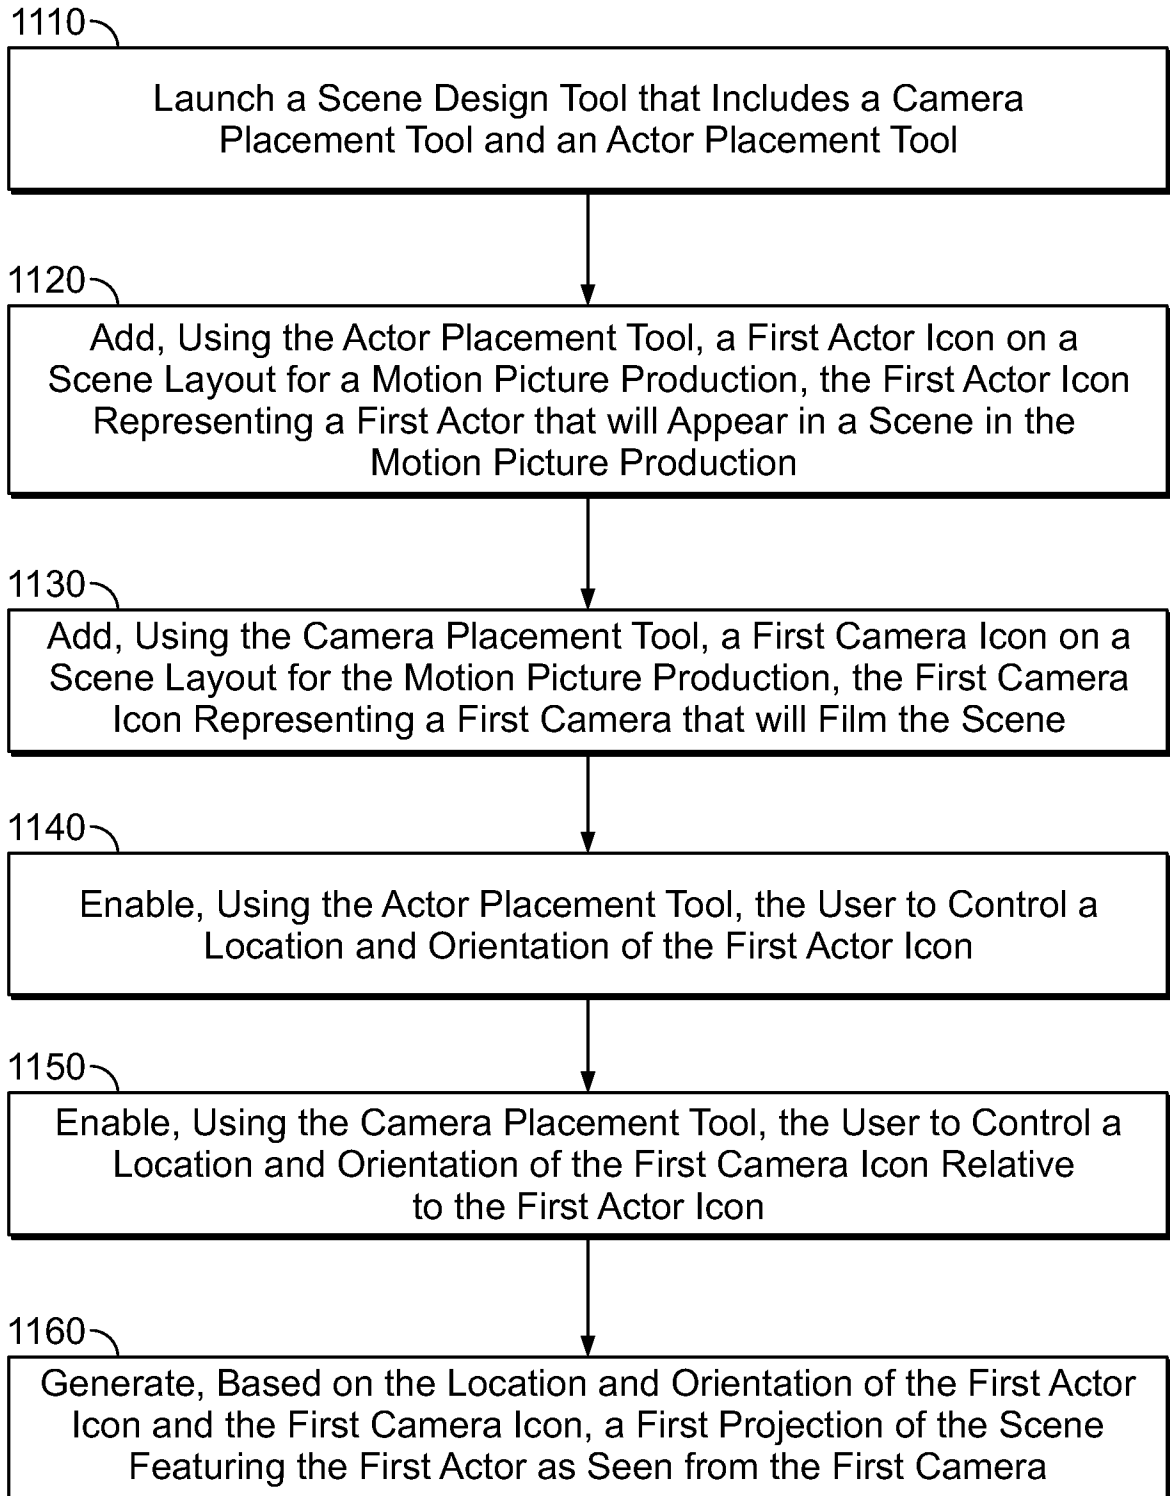 1110
Launch a Scene Design Tool that Includes a Camera
Placement Tool and an Actor Placement Tool
1120
Add, Using the Actor Placement Tool, a First Actor Icon on a
Scene Layout for a Motion Picture Production, the First Actor Icon
Representing a First Actor that will Appear in a Scene in the
Motion Picture Production
1130
Add, Using the Camera Placement Tool, a First Camera Icon on a
Scene Layout for the Motion Picture Production, the First Camera
Icon Representing a First Camera that will Film the Scene
1140
Enable, Using the Actor Placement Tool, the User to Control a
Location and Orientation of the First Actor Icon
1150
Enable, Using the Camera Placement Tool, the User to Control a
Location and Orientation of the First Camera Icon Relative
to the First Actor Icon
1160
Generate, Based on the Location and Orientation of the First Actor
Icon and the First Camera Icon, a First Projection of the Scene
Featuring the First Actor as Seen from the First Camera